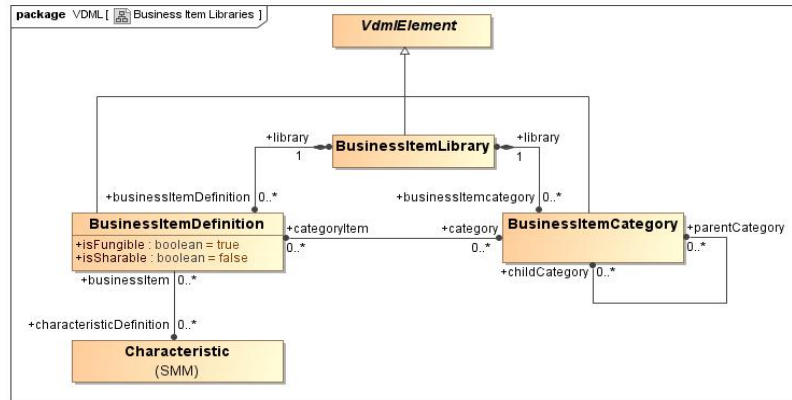 package VDML [ Business Item Libraries ]
VdmlElement
+library
1
BusinessItemLibrary
+library
1
+businessItemDefinition 0..*
+businessItemcategory 0..*
BusinessItemDefinition
+isFungible : boolean = true
+isSharable : boolean = false
+categoryItem
0..*
+category
0..*
BusinessItemCategory
+parentCategory
0..*
+childCategory 0..*
+businessItem 0..*
+characteristicDefinition 0..*
Characteristic
(SMM)